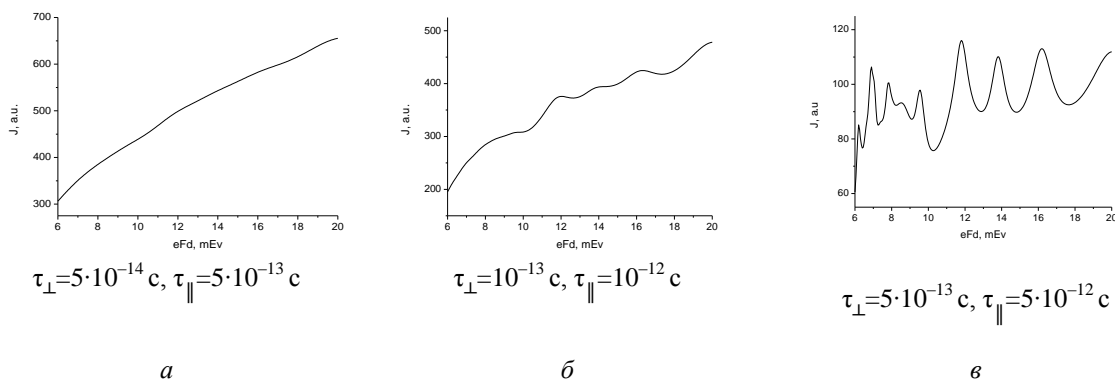 700
600
500
400
300
J, a.u.
6 8 10 12 14 16 18 20
eFd, mEv
τ⊥=5·10⁻¹⁴ с, τ∥=5·10⁻¹³ с
а
500
400
300
200
J, a.u.
6 8 10 12 14 16 18 20
eFd, mEv
τ⊥=10⁻¹³ с, τ∥=10⁻¹² с
б
120
100
80
60
J, a.u
6 8 10 12 14 16 18 20
eFd, mEv
τ⊥=5·10⁻¹³ с, τ∥=5·10⁻¹² с
в